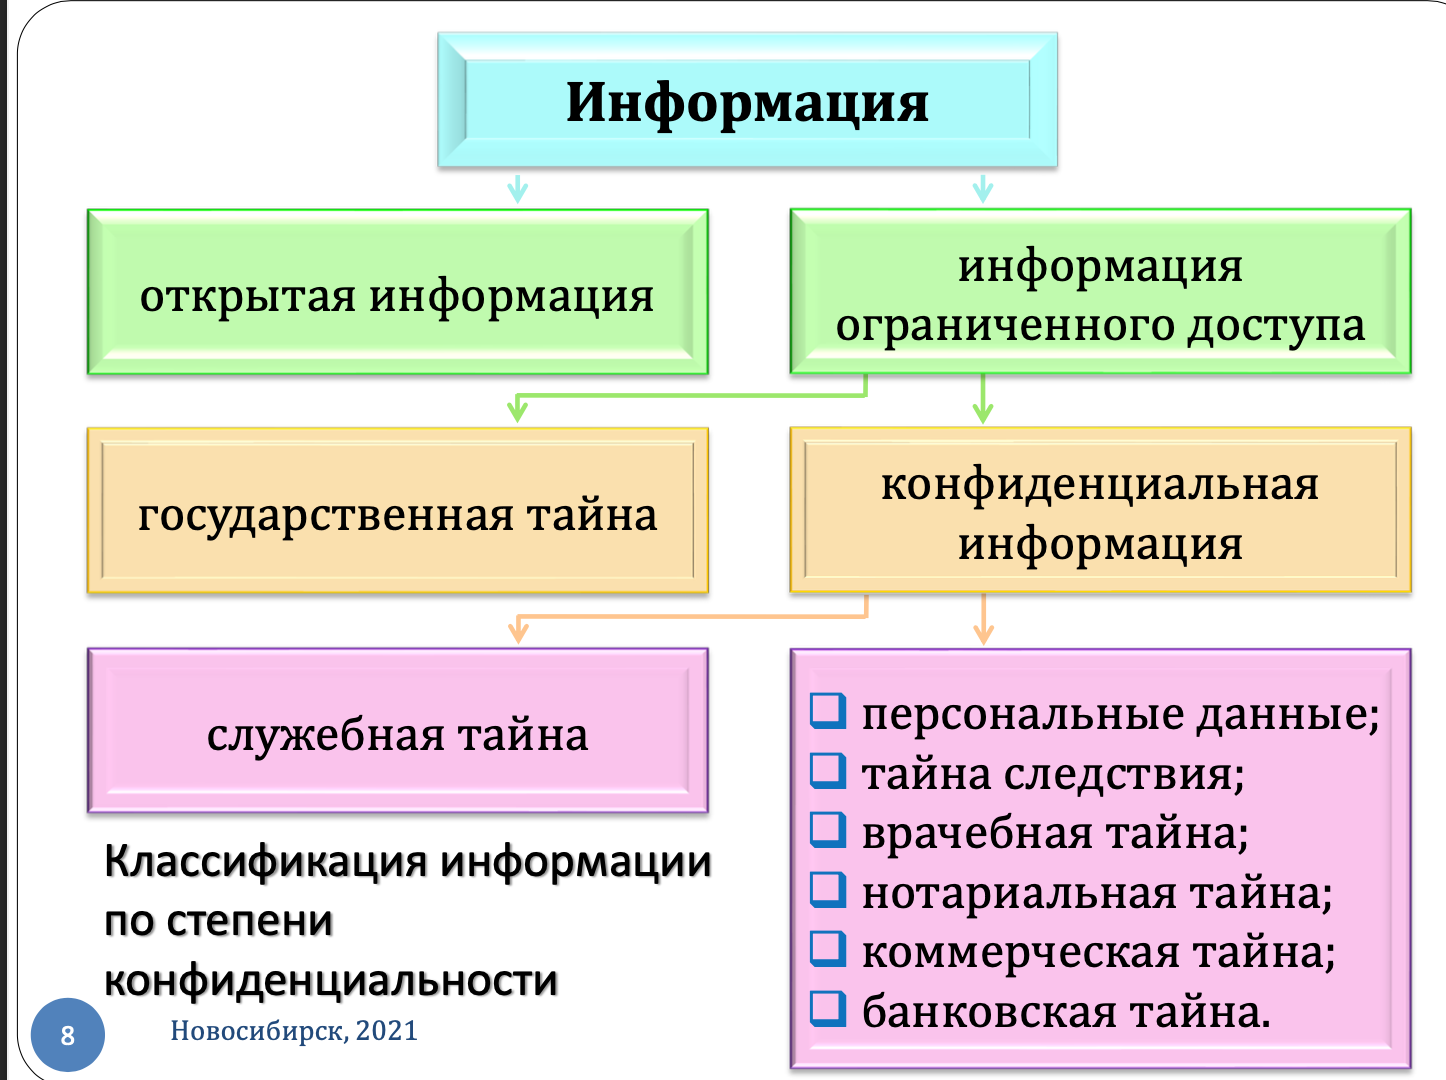 Информация
открытая информация
информация
ограниченного доступа
государственная тайна
конфиденциальная
информация
служебная тайна
персональные данные;
тайна следствия;
врачебная тайна;
нотариальная тайна;
коммерческая тайна;
банковская тайна.
Классификация информации
по степени
конфиденциальности
8
Новосибирск, 2021